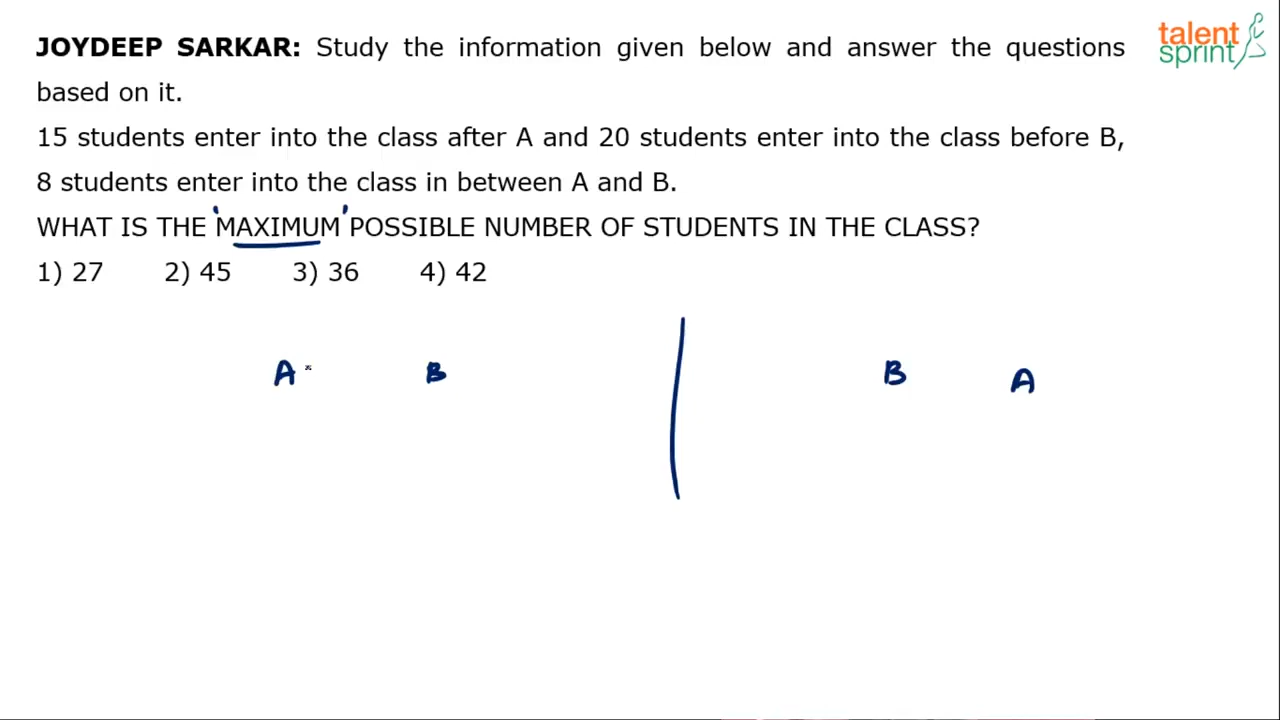 JOYDEEP SARKAR: Study the information given below and answer the questions
talent
sprint
based on it.
15 students enter into the class after A and 20 students enter into the class before B,
8 students enter into the class in between A and B.
WHAT IS THE 'MAXIMUM' POSSIBLE NUMBER OF STUDENTS IN THE CLASS?
1) 27 2) 45 3) 36 4) 42
A B B A